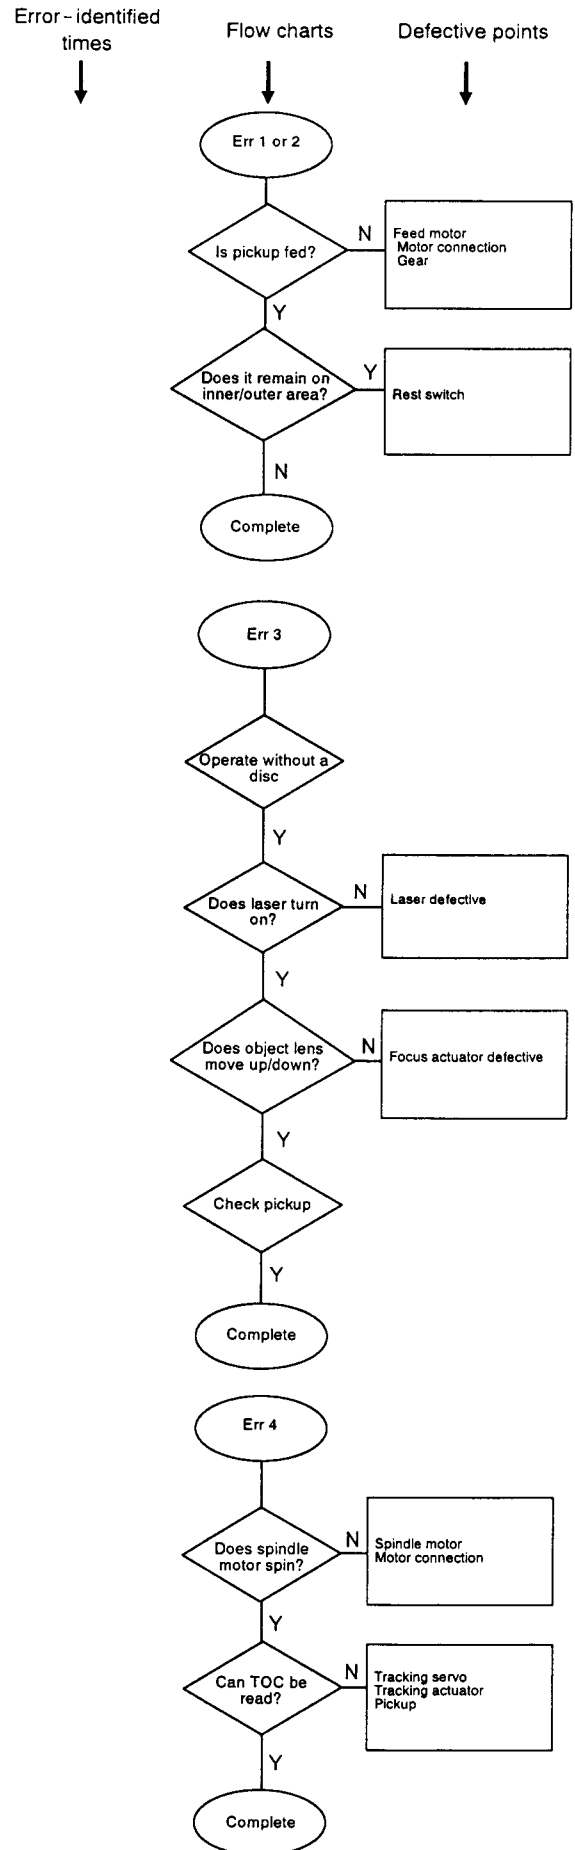 Error-identified
times
Flow charts
Defective points
Err 1 or 2
Is pickup fed?
N
Feed motor
Motor connection
Gear
Y
Does it remain on
inner/outer area?
Y
Rest switch
N
Complete
Err 3
Operate without a
disc
Y
Does laser turn
on?
N
Laser defective
Y
Does object lens
move up/down?
N
Focus actuator defective
Y
Check pickup
Y
Complete
Err 4
Does spindle
motor spin?
N
Spindle motor
Motor connection
Y
Can TOC be
read?
N
Tracking servo
Tracking actuator
Pickup
Y
Complete